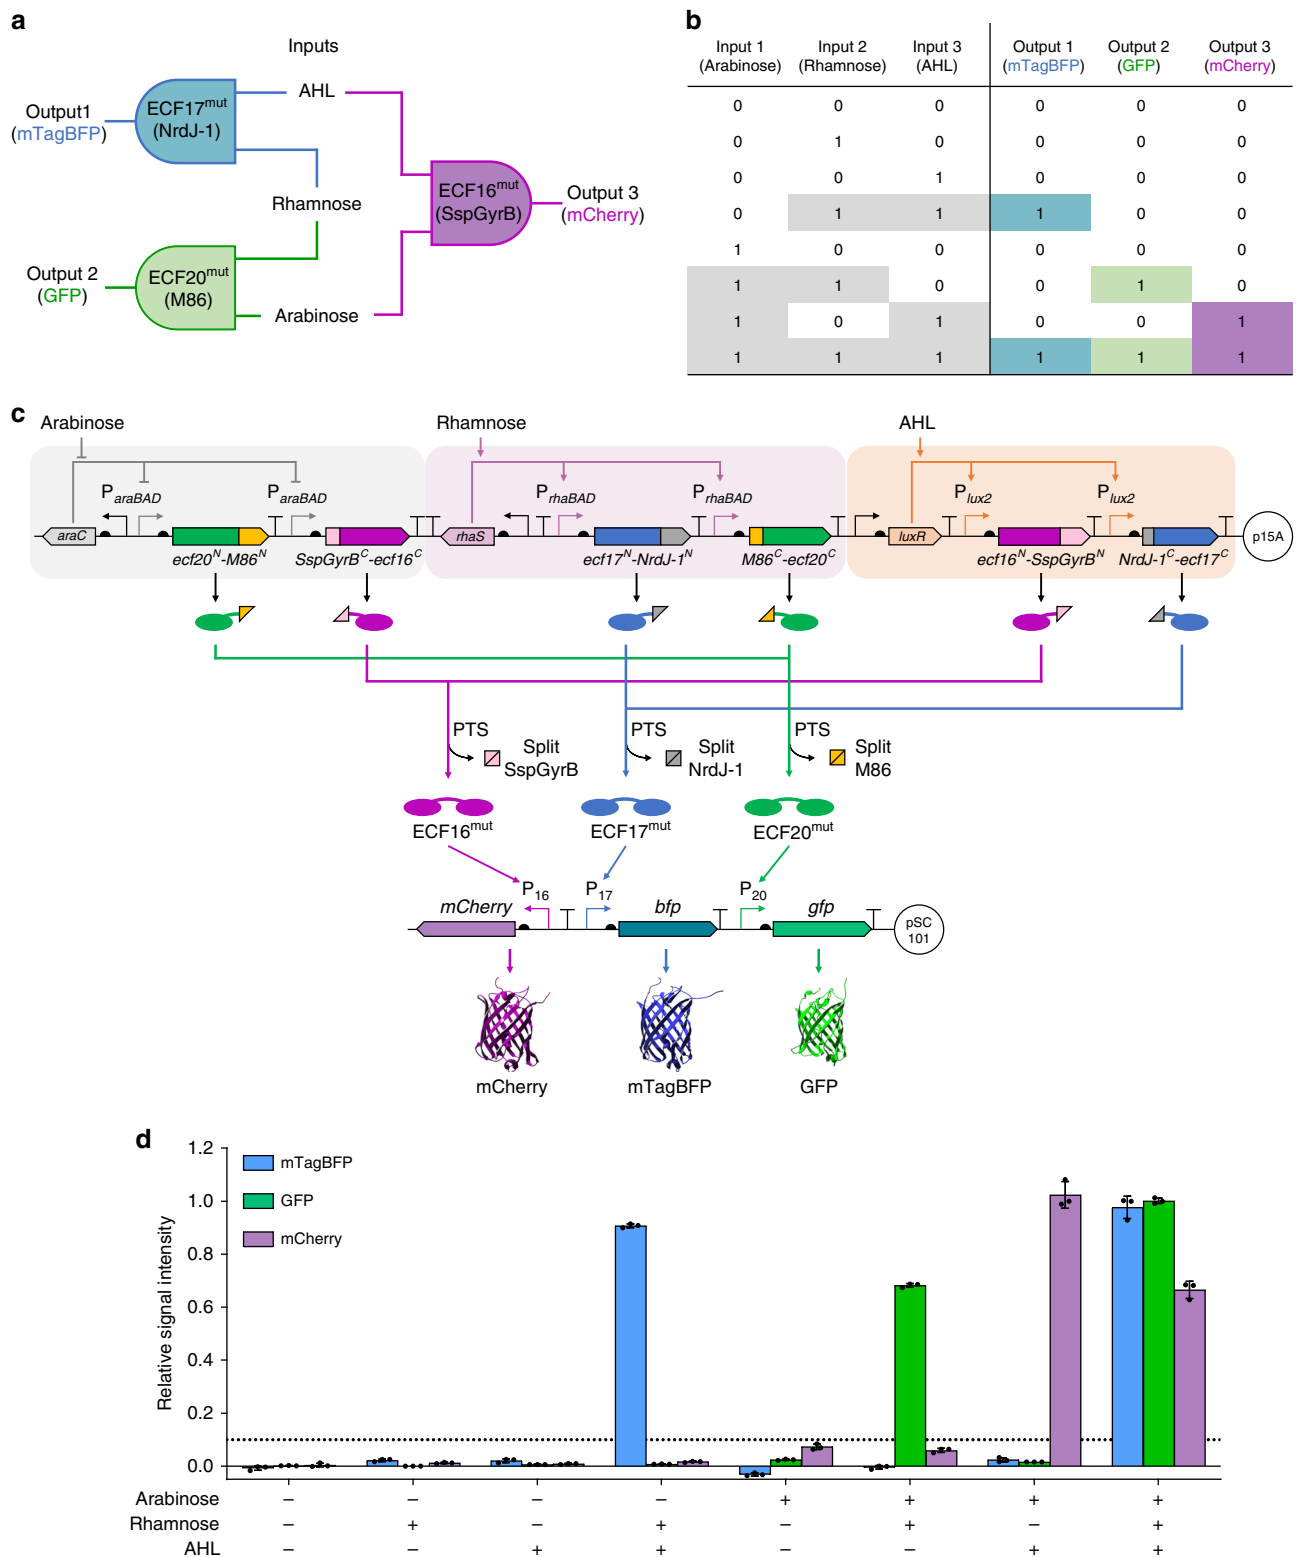 a
Inputs
Output1
(mTagBFP)
ECF17mut
(NrdJ-1)
AHL
Rhamnose
ECF16mut
(SspGyrB)
Output 3
(mCherry)
Output 2
(GFP)
ECF20mut
(M86)
Arabinose
b
Input 1 Input 2 Input 3 Output 1 Output 2 Output 3
(Arabinose) (Rhamnose) (AHL) (mTagBFP) (GFP) (mCherry)
0 0 0 0 0 0
0 1 0 0 0 0
0 0 1 0 0 0
0 1 1 1 0 0
1 0 0 0 0 0
1 1 0 0 1 0
1 0 1 0 0 1
1 1 1 1 1 1
c
Arabinose Rhamnose AHL
ParaBAD ParaBAD PrhaBAD PrhaBAD Plux2 Plux2
araC rhaS luxR p15A
ecf20N-M86N SspGyrBC-ecf16C ecf17N-NrdJ-1N M86C-ecf20C ecf16N-SspGyrBN NrdJ-1C-ecf17C
PTS PTS PTS
Split Split Split
SspGyrB NrdJ-1 M86
ECF16mut ECF17mut ECF20mut
P16 P17 P20
mCherry bfp gfp
pSC
101
mCherry mTagBFP GFP
d
Relative signal intensity
1.2
1.0
0.8
0.6
0.4
0.2
0.0
mTagBFP
GFP
mCherry
Arabinose − − − − + + + +
Rhamnose − + − + − + − +
AHL − − + + − − + +